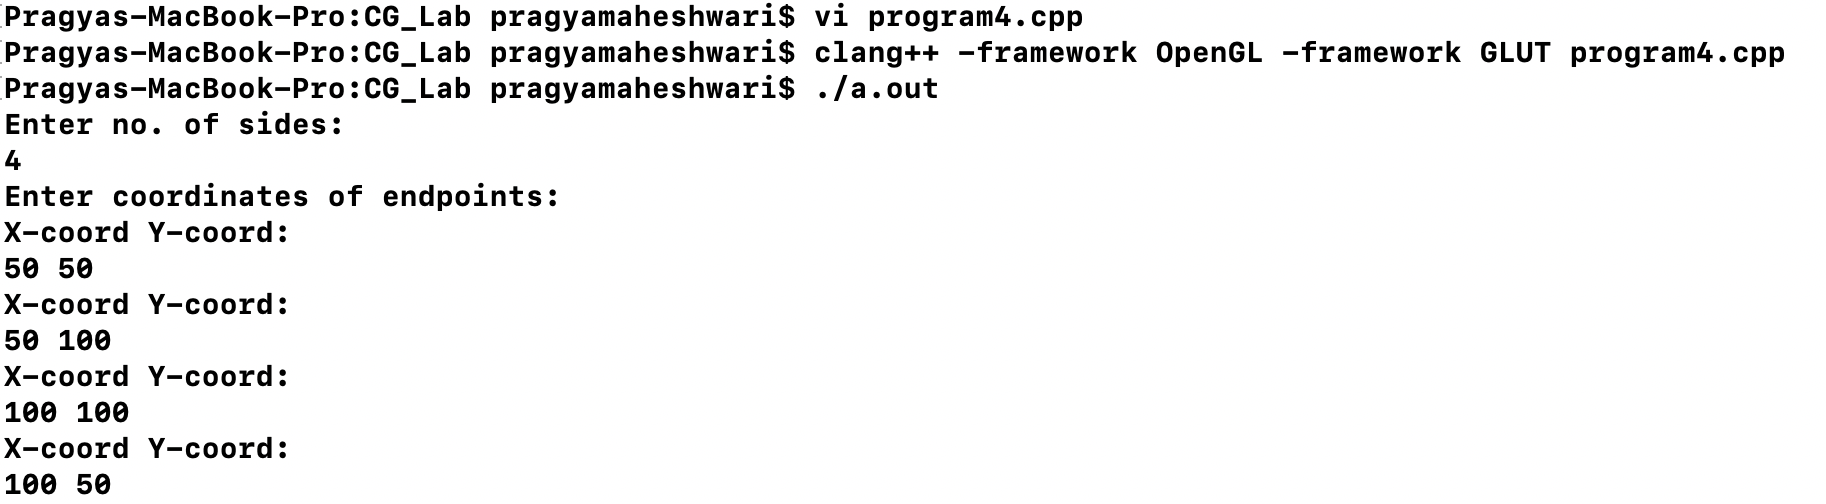 Pragyas-MacBook-Pro:CG_Lab pragyamaheshwari$ vi program4.cpp
Pragyas-MacBook-Pro:CG_Lab pragyamaheshwari$ clang++ -framework OpenGL -framework GLUT program4.cpp
Pragyas-MacBook-Pro:CG_Lab pragyamaheshwari$ ./a.out
Enter no. of sides:
4
Enter coordinates of endpoints:
X-coord Y-coord:
50 50
X-coord Y-coord:
50 100
X-coord Y-coord:
100 100
X-coord Y-coord:
100 50